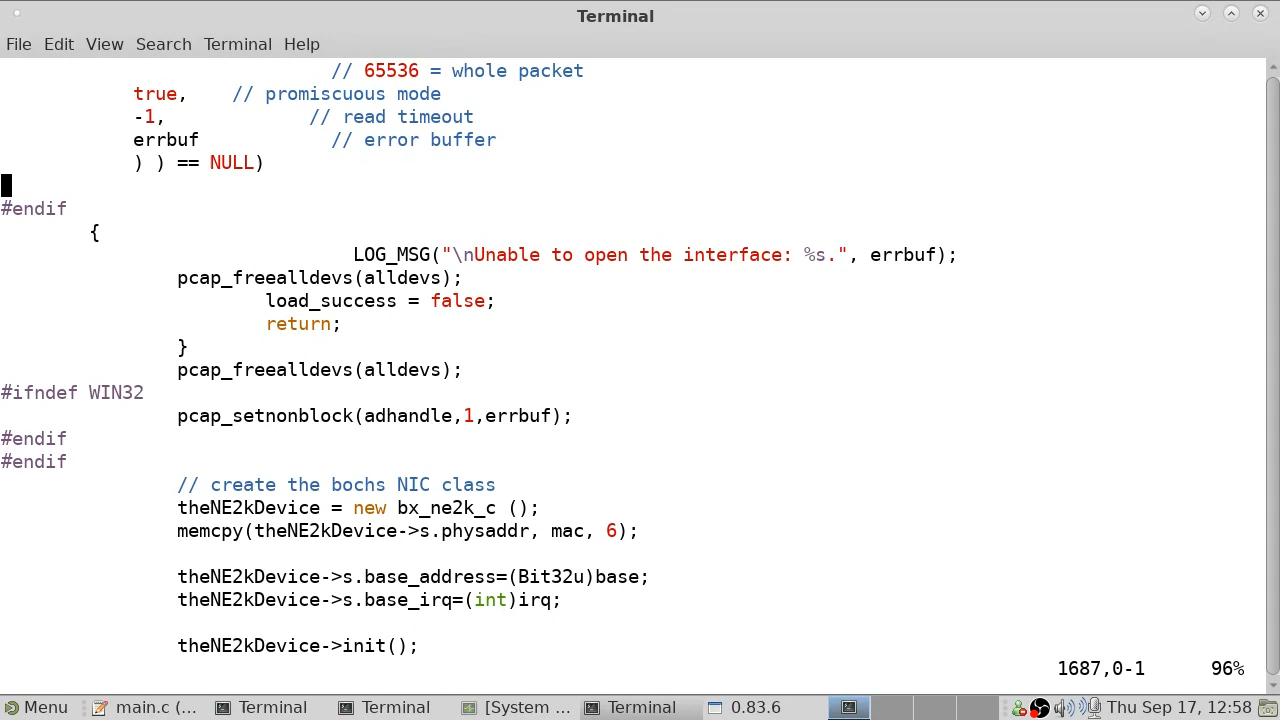 Terminal
File Edit View Search Terminal Help
// 65536 = whole packet
true, // promiscuous mode
-1, // read timeout
errbuf // error buffer
) ) == NULL)
#endif
{
LOG_MSG("\nUnable to open the interface: %s.", errbuf);
pcap_freealldevs(alldevs);
load_success = false;
return;
}
pcap_freealldevs(alldevs);
#ifndef WIN32
pcap_setnonblock(adhandle,1,errbuf);
#endif
#endif
// create the bochs NIC class
theNE2kDevice = new bx_ne2k_c ();
memcpy(theNE2kDevice->s.physaddr, mac, 6);
theNE2kDevice->s.base_address=(Bit32u)base;
theNE2kDevice->s.base_irq=(int)irq;
theNE2kDevice->init();
1687,0-1 96%
Menu main.c (... Terminal Terminal [System ... Terminal 0.83.6 Thu Sep 17, 12:58